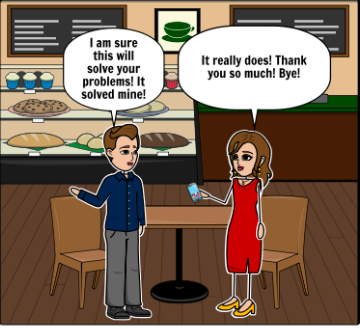 I am sure
this will
solve your
problems! It
solved mine!
It really does! Thank
you so much! Bye!